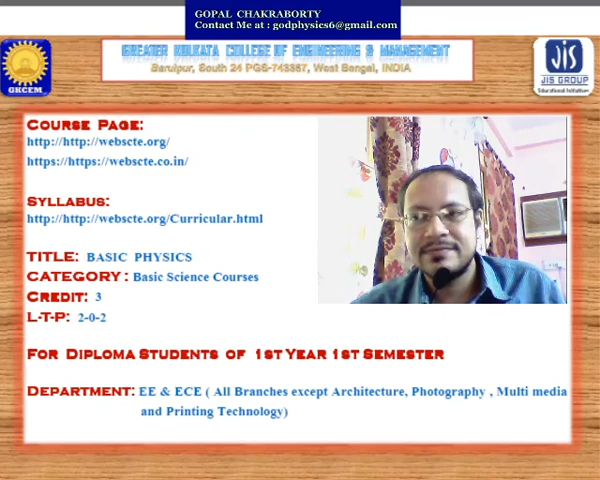 GOPAL CHAKRABORTY
Contact Me at : godphysics6@gmail.com
GREATER KOLKATA COLLEGE OF ENGINEERING & MANAGEMENT
Baruipur, South 24 PGS-743387, West Bengal, INDIA
GKCEM
JIS
JIS GROUP
Educational Initiatives
COURSE PAGE:
http://http://webscte.org/
https://https://webscte.co.in/
SYLLABUS:
http://http://webscte.org/Curricular.html
TITLE: BASIC PHYSICS
CATEGORY : Basic Science Courses
CREDIT: 3
L-T-P: 2-0-2
FOR DIPLOMA STUDENTS OF 1ST YEAR 1ST SEMESTER
DEPARTMENT: EE & ECE ( All Branches except Architecture, Photography , Multi media
and Printing Technology)